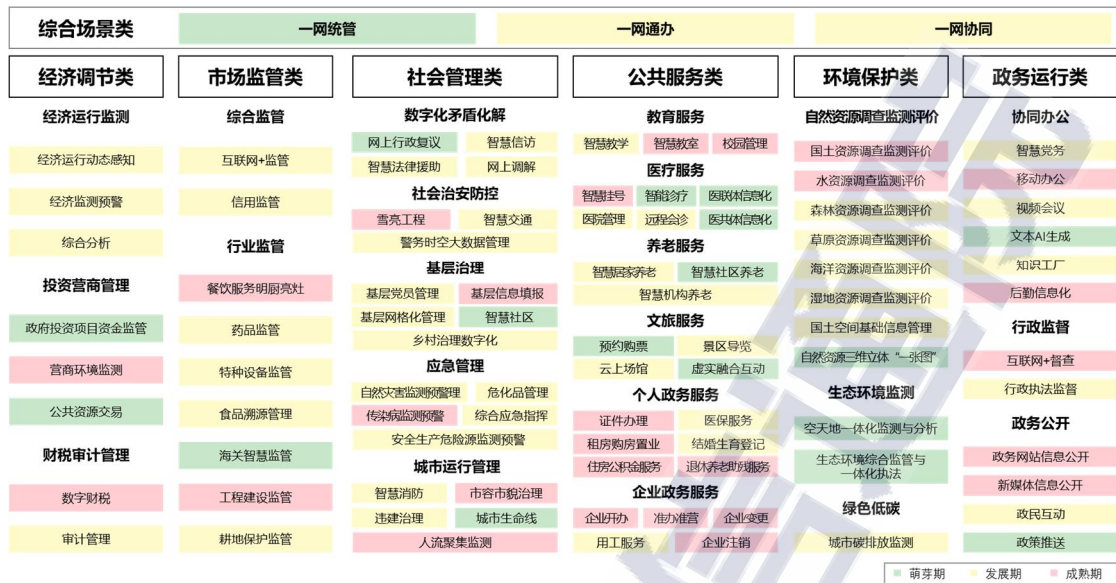 综合场景类 一网统管 一网通办 一网协同
经济调节类
经济运行监测
经济运行动态感知
经济监测预警
综合分析
投资营商管理
政府投资项目资金监管
营商环境监测
公共资源交易
财税审计管理
数字财税
审计管理
市场监管类
综合监管
互联网+监管
信用监管
行业监管
餐饮服务明厨亮灶
药品监管
特种设备监管
食品溯源管理
海关智慧监管
工程建设监管
耕地保护监管
社会管理类
数字化矛盾化解
网上行政复议 智慧信访
智慧法律援助 网上调解
社会治安防控
雪亮工程 智慧交通
警务时空大数据管理
基层治理
基层党员管理 基层信息填报
基层网格化管理 智慧社区
乡村治理数字化
应急管理
自然灾害监测预警管理 危化品管理
传染病监测预警 综合应急指挥
安全生产危险源监测预警
城市运行管理
智慧消防 市容市貌治理
违建治理 城市生命线
人流聚集监测
公共服务类
教育服务
智慧教学 智慧教室 校园管理
医疗服务
智慧挂号 智能诊疗 医联体信息化
医院管理 远程会诊 医共体信息化
养老服务
智慧居家养老 智慧社区养老
智慧机构养老
文旅服务
预约购票 景区导览
云上场馆 虚实融合互动
个人政务服务
证件办理 医保服务
租房购房置业 结婚生育登记
住房公积金服务 退休养老助残服务
企业政务服务
企业开办 准办准营 企业变更
用工服务 企业注销
环境保护类
自然资源调查监测评价
国土资源调查监测评价
水资源调查监测评价
森林资源调查监测评价
草原资源调查监测评价
海洋资源调查监测评价
湿地资源调查监测评价
国土空间基础信息管理
自然资源三维立体“一张图”
生态环境监测
空天地一体化监测与分析
生态环境综合监管与
一体化执法
绿色低碳
城市碳排放监测
政务运行类
协同办公
智慧党务
移动办公
视频会议
文本AI生成
知识工厂
后勤信息化
行政监督
互联网+督查
行政执法监督
政务公开
政务网站信息公开
新媒体信息公开
政民互动
政策推送
萌芽期 发展期 成熟期